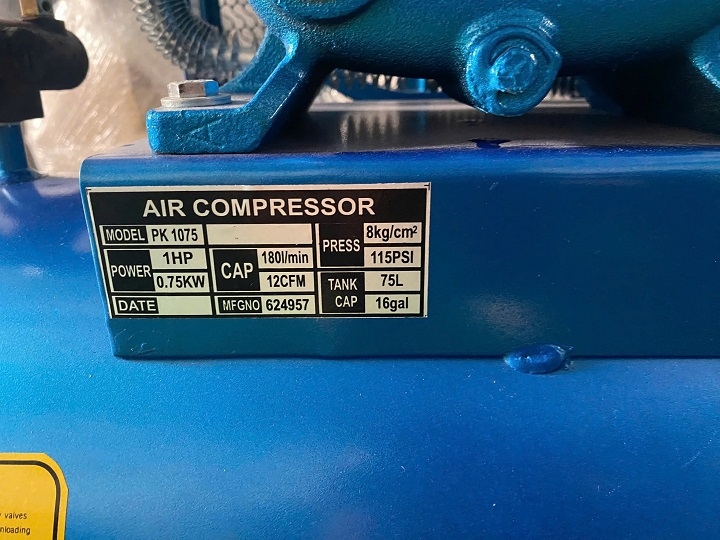 AIR COMPRESSOR
MODEL PK 1075
POWER 1HP 0.75KW
CAP 180l/min 12CFM
PRESS 8kg/cm² 115PSI
TANK CAP 75L 16gal
DATE
MFGNO 624957
valves
nloading